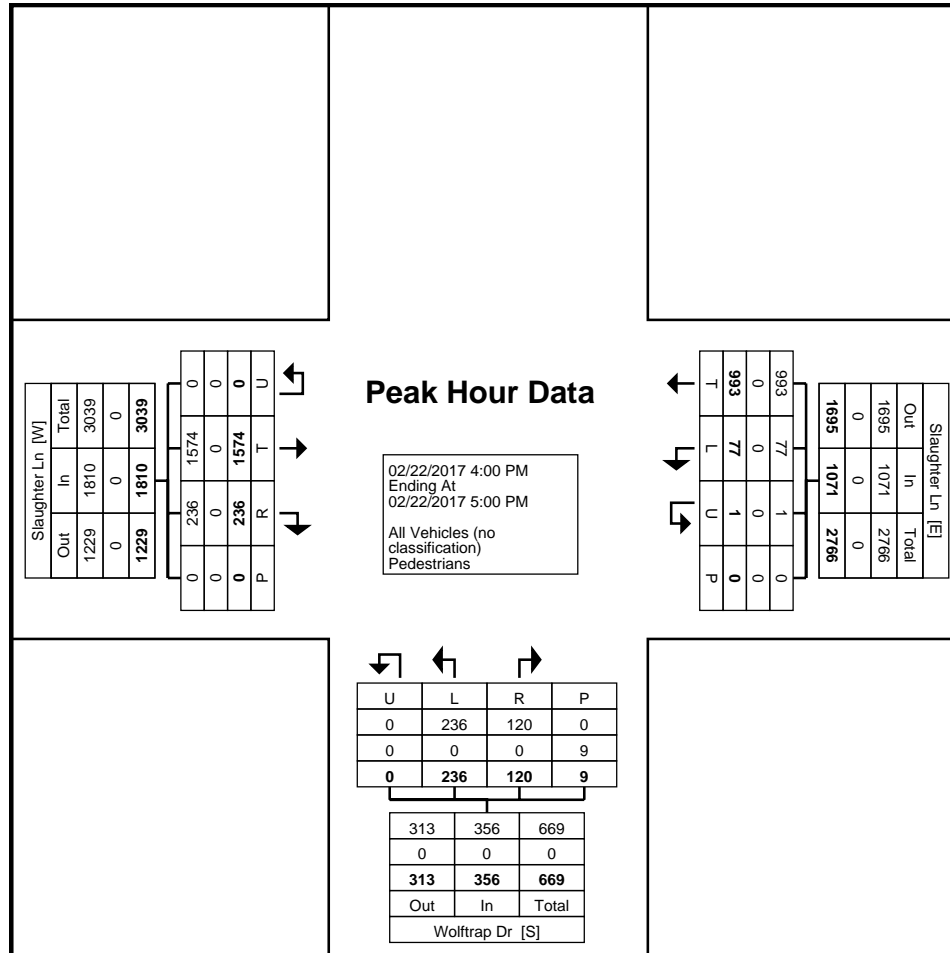 Peak Hour Data
02/22/2017 4:00 PM
Ending At
02/22/2017 5:00 PM
All Vehicles (no
classification)
Pedestrians
Slaughter Ln [W]
Out In Total
1229 1810 3039
0 0 0
1229 1810 3039
0 236 1574 0
0 0 0 0
0 236 1574 0
P R T U
Slaughter Ln [E]
Out In Total
1695 1071 2766
0 0 0
1695 1071 2766
993 77 1 0
0 0 0 0
993 77 1 0
T L U P
U L R P
0 236 120 0
0 0 0 9
0 236 120 9
313 356 669
0 0 0
313 356 669
Out In Total
Wolftrap Dr [S]